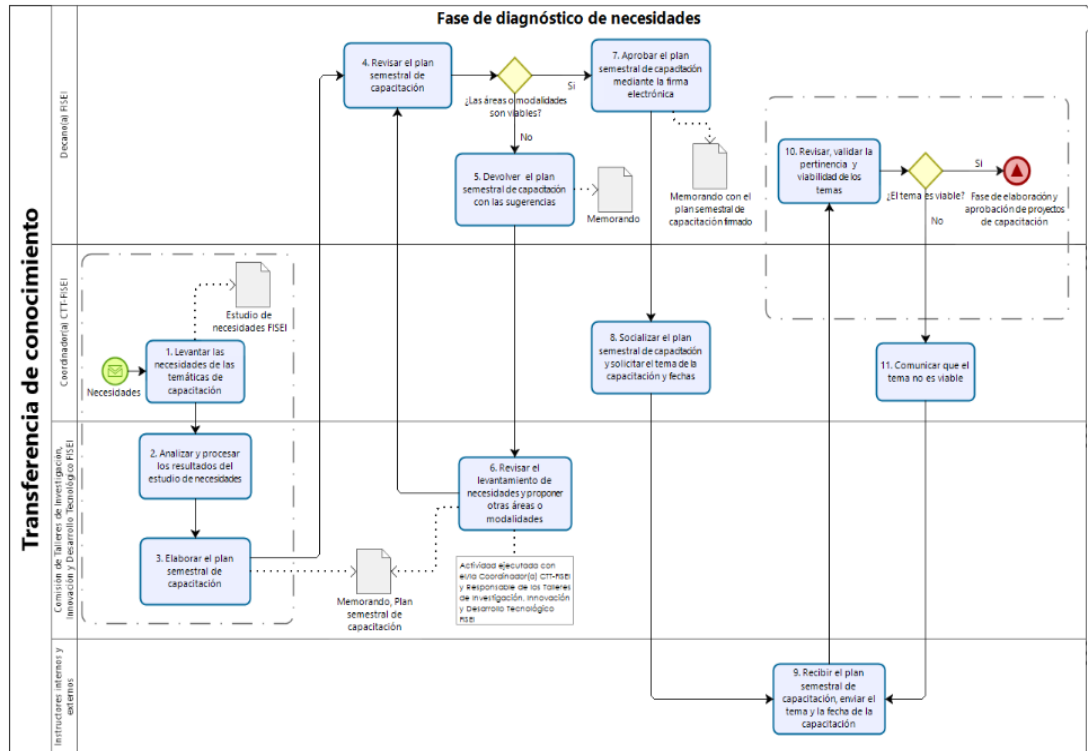 Fase de diagnóstico de necesidades
Transferencia de conocimiento
Decano(a) FISEI
4. Revisar el plan
semestral de
capacitación
¿Las áreas o modalidades
son viables?
Si
No
7. Aprobar el plan
semestral de capacitación
mediante la firma
electrónica
5. Devolver el plan
semestral de capacitación
con las sugerencias
Memorando
Memorando con el
plan semestral de
capacitación firmado
10. Revisar, validar la
pertinencia y
viabilidad de los
temas
¿El tema es viable?
Si
No
Fase de elaboración y
aprobación de proyectos
de capacitación
Coordinador(a) CTT-FISEI
Necesidades
1. Levantar las
necesidades de las
temáticas de
capacitación
Estudio de
necesidades FISEI
8. Socializar el plan
semestral de capacitación
y solicitar el tema de la
capacitación y fechas
11. Comunicar que el
tema no es viable
Comisión de Talleres de Investigación,
Innovación y Desarrollo Tecnológico FISEI
2. Analizar y procesar
los resultados del
estudio de necesidades
3. Elaborar el plan
semestral de
capacitación
Memorando, Plan
semestral de
capacitación
6. Revisar el
levantamiento de
necesidades y proponer
otras áreas o
modalidades
Actividad ejecutada con
el/la Coordinador(a) CTT-FISEI
y Responsable de los Talleres
de Investigación, Innovación
y Desarrollo Tecnológico
FISEI
Instructores internos y
externos
9. Recibir el plan
semestral de
capacitación, enviar el
tema y la fecha de la
capacitación